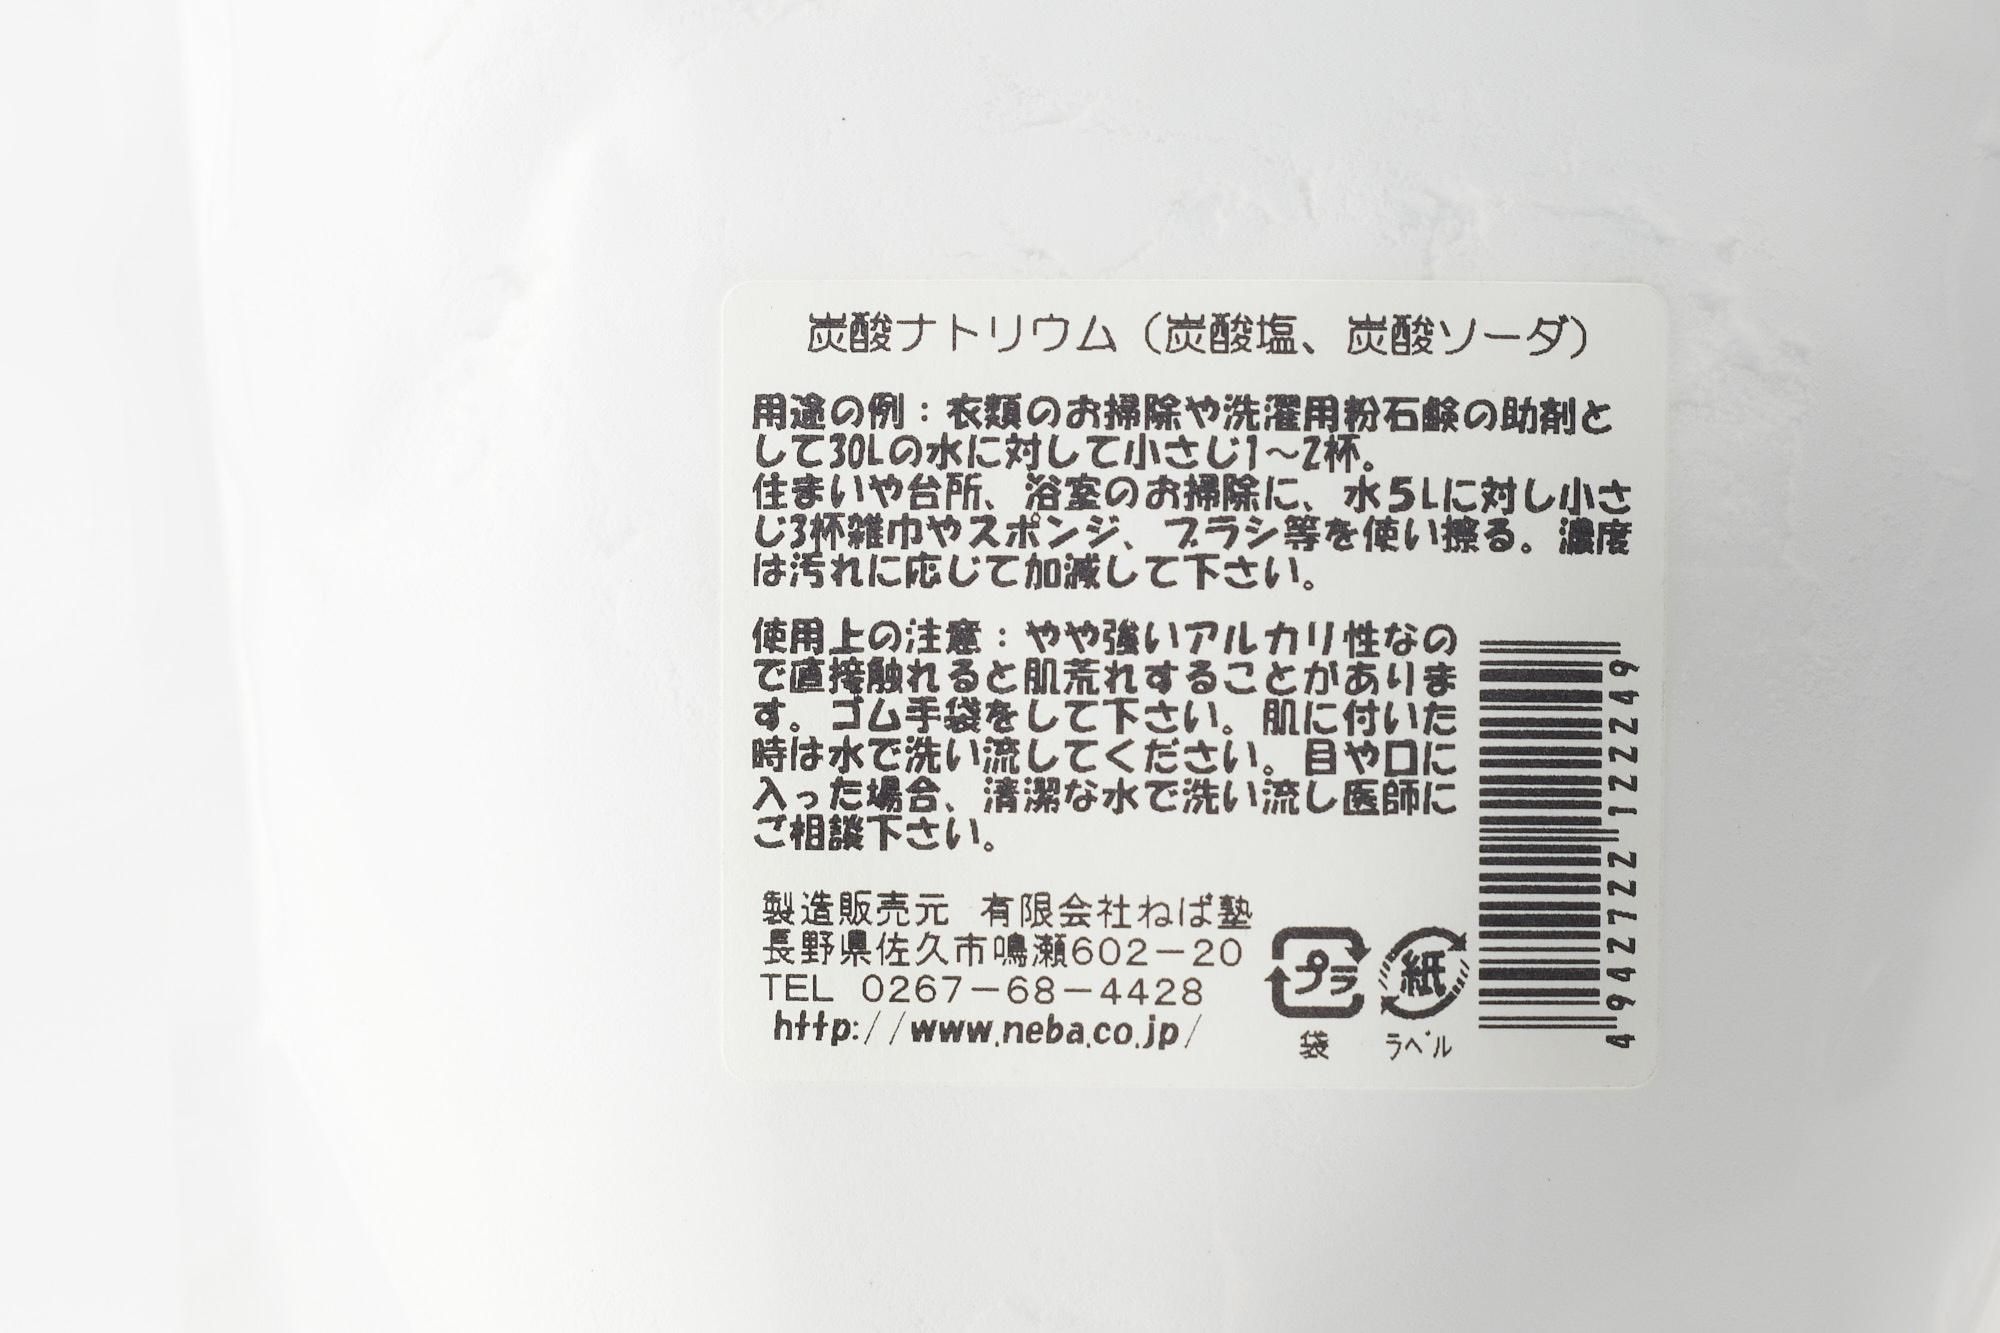 炭酸ナトリウム（炭酸塩、炭酸ソーダ）
用途の例：衣類のお掃除や洗濯用粉石鹸の助剤と
して30Lの水に対して小さじ1～2杯。
住まいや台所、浴室のお掃除に、水5Lに対し小さ
じ3杯雑巾やスポンジ、ブラシ等を使い擦る。濃度
は汚れに応じて加減して下さい。
使用上の注意：やや強いアルカリ性なの
で直接触れると肌荒れすることがありま
す。ゴム手袋をして下さい。肌に付いた
時は水で洗い流してください。目や口に
入った場合、清潔な水で洗い流し医師に
ご相談下さい。
製造販売元 有限会社ねば塾
長野県佐久市鳴瀬602－20
TEL 0267－68－4428
http://www.neba.co.jp/
プラ
袋
紙
ラベル
4942722122249